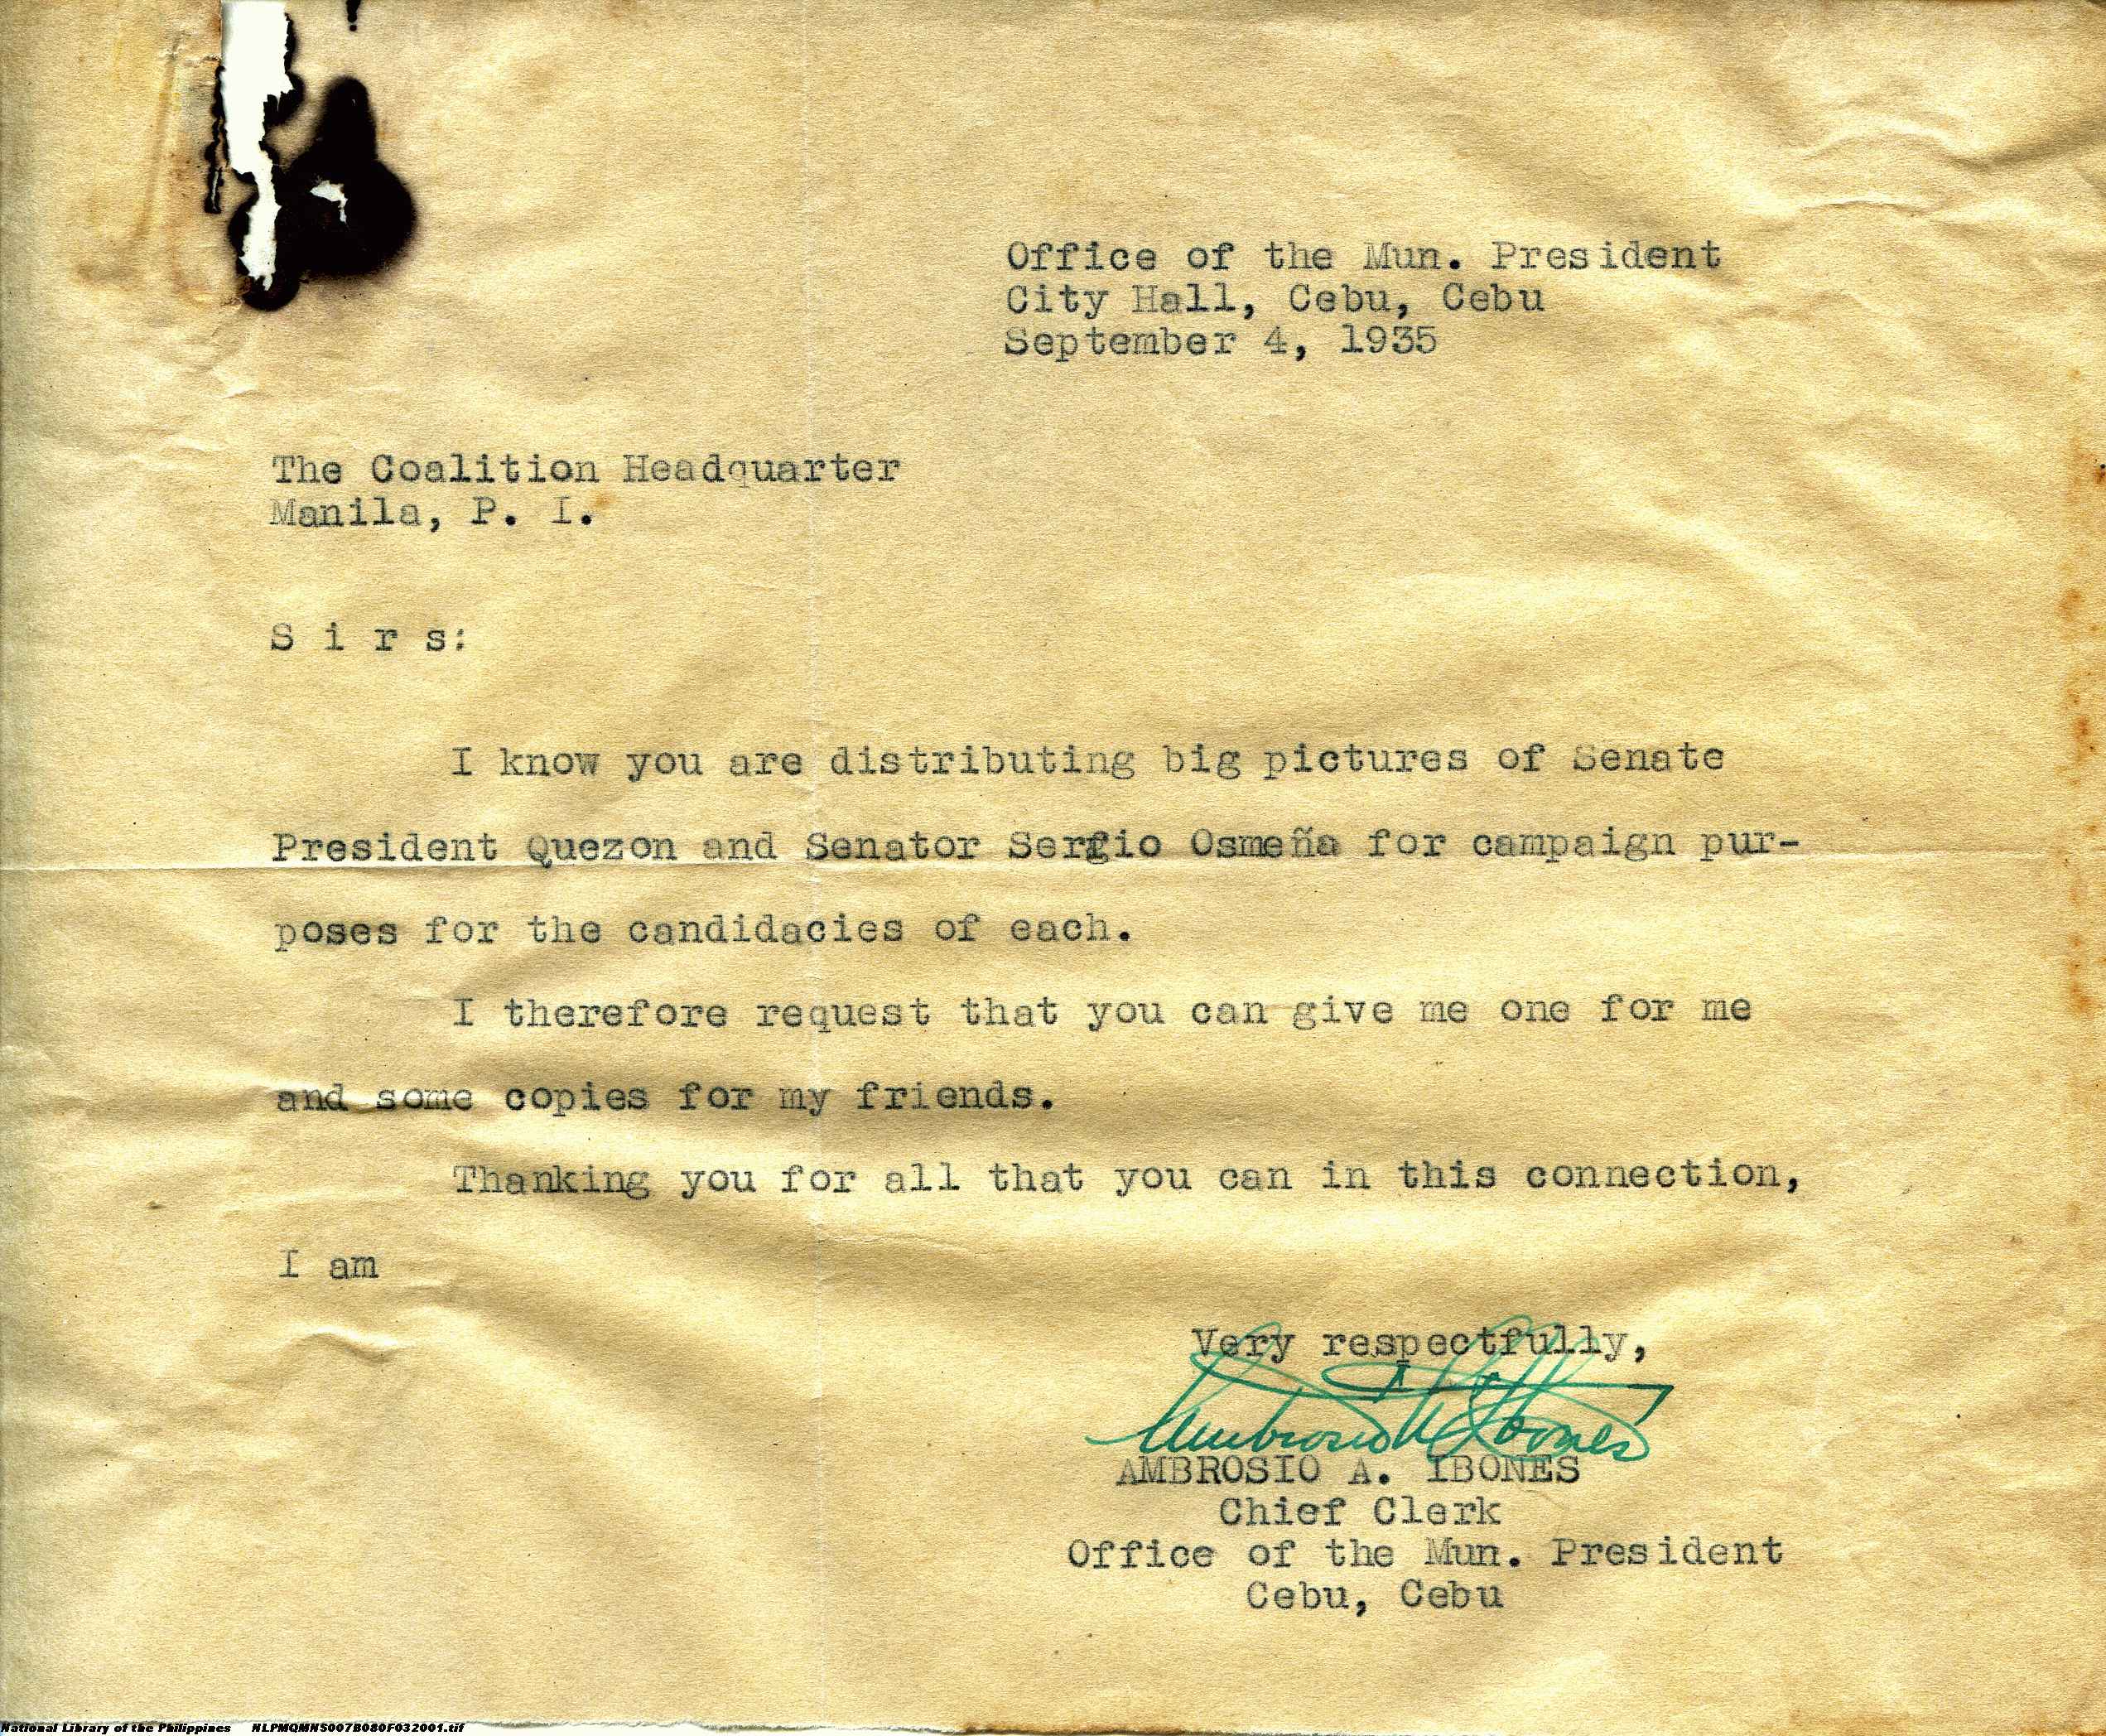 Office of the Mun. President
City Hall, Cebu, Cebu
September 4, 1935
The Coalition Headquarter
Manila, P. I.
S i r s:
I know you are distributing big pictures of Senate
President Quezon and Senator Sergio Osmeña for campaign pur-
poses for the candidacies of each.
I therefore request that you can give me one for me
and some copies for my friends.
Thanking you for all that you can in this connection,
I am
Very respectfully,
Ambrosio A. Ibones
AMBROSIO A. IBONES
Chief Clerk
Office of the Mun. President
Cebu, Cebu
National Library of the Philippines NLPMQMNS007B080F032001.tif